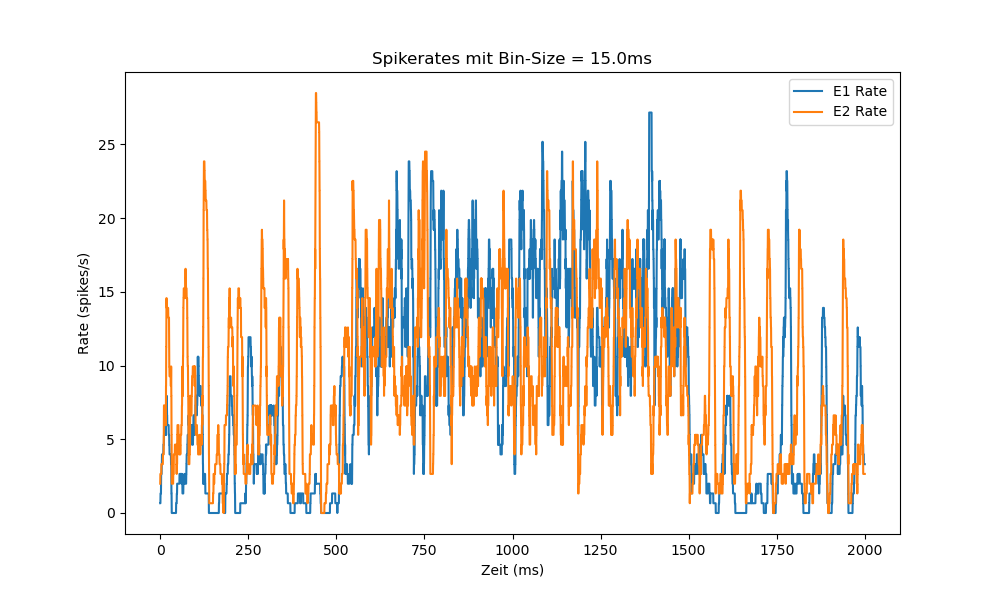 Spikerates mit Bin-Size = 15.0ms
E1 Rate
E2 Rate
Rate (spikes/s)
25
20
15
10
5
0
0 250 500 750 1000 1250 1500 1750 2000
Zeit (ms)